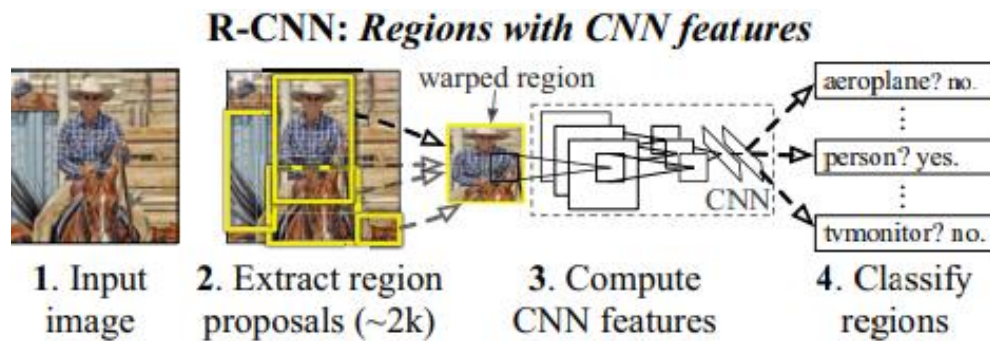 R-CNN: Regions with CNN features
warped region
aeroplane? no.
⋮
person? yes.
⋮
tvmonitor? no.
CNN
1. Input
image
2. Extract region
proposals (~2k)
3. Compute
CNN features
4. Classify
regions